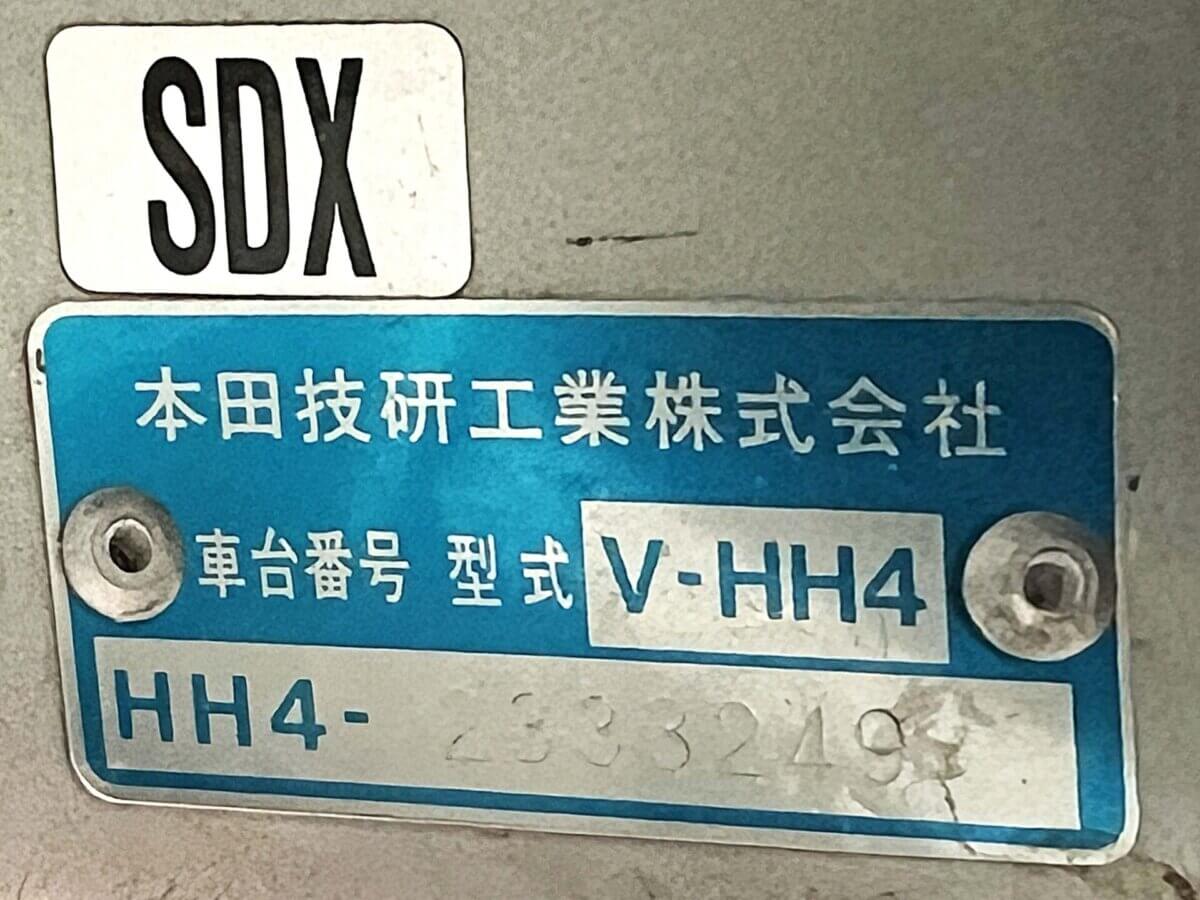 SDX
本田技研工業株式会社
車台番号 型式 V-HH4
HH4- 2333249